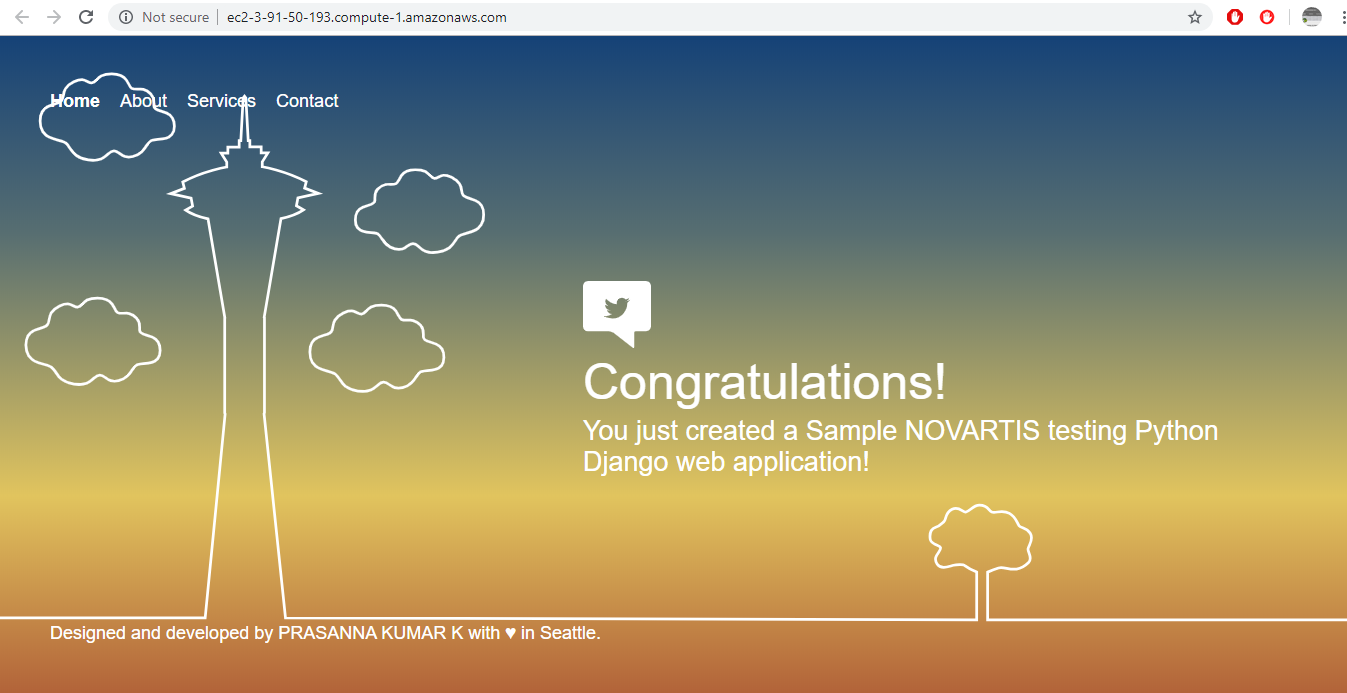 Not secure ec2-3-91-50-193.compute-1.amazonaws.com
Home About Services Contact
Congratulations!
You just created a Sample NOVARTIS testing Python
Django web application!
Designed and developed by PRASANNA KUMAR K with ♥ in Seattle.